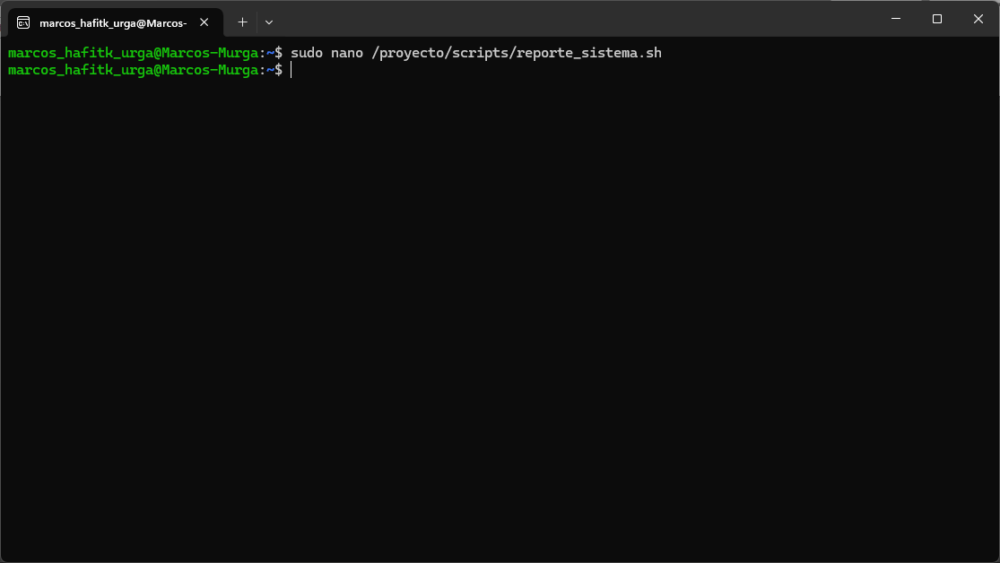 marcos_hafitk_urga@Marcos-
marcos_hafitk_urga@Marcos-Murga:~$ sudo nano /proyecto/scripts/reporte_sistema.sh
marcos_hafitk_urga@Marcos-Murga:~$